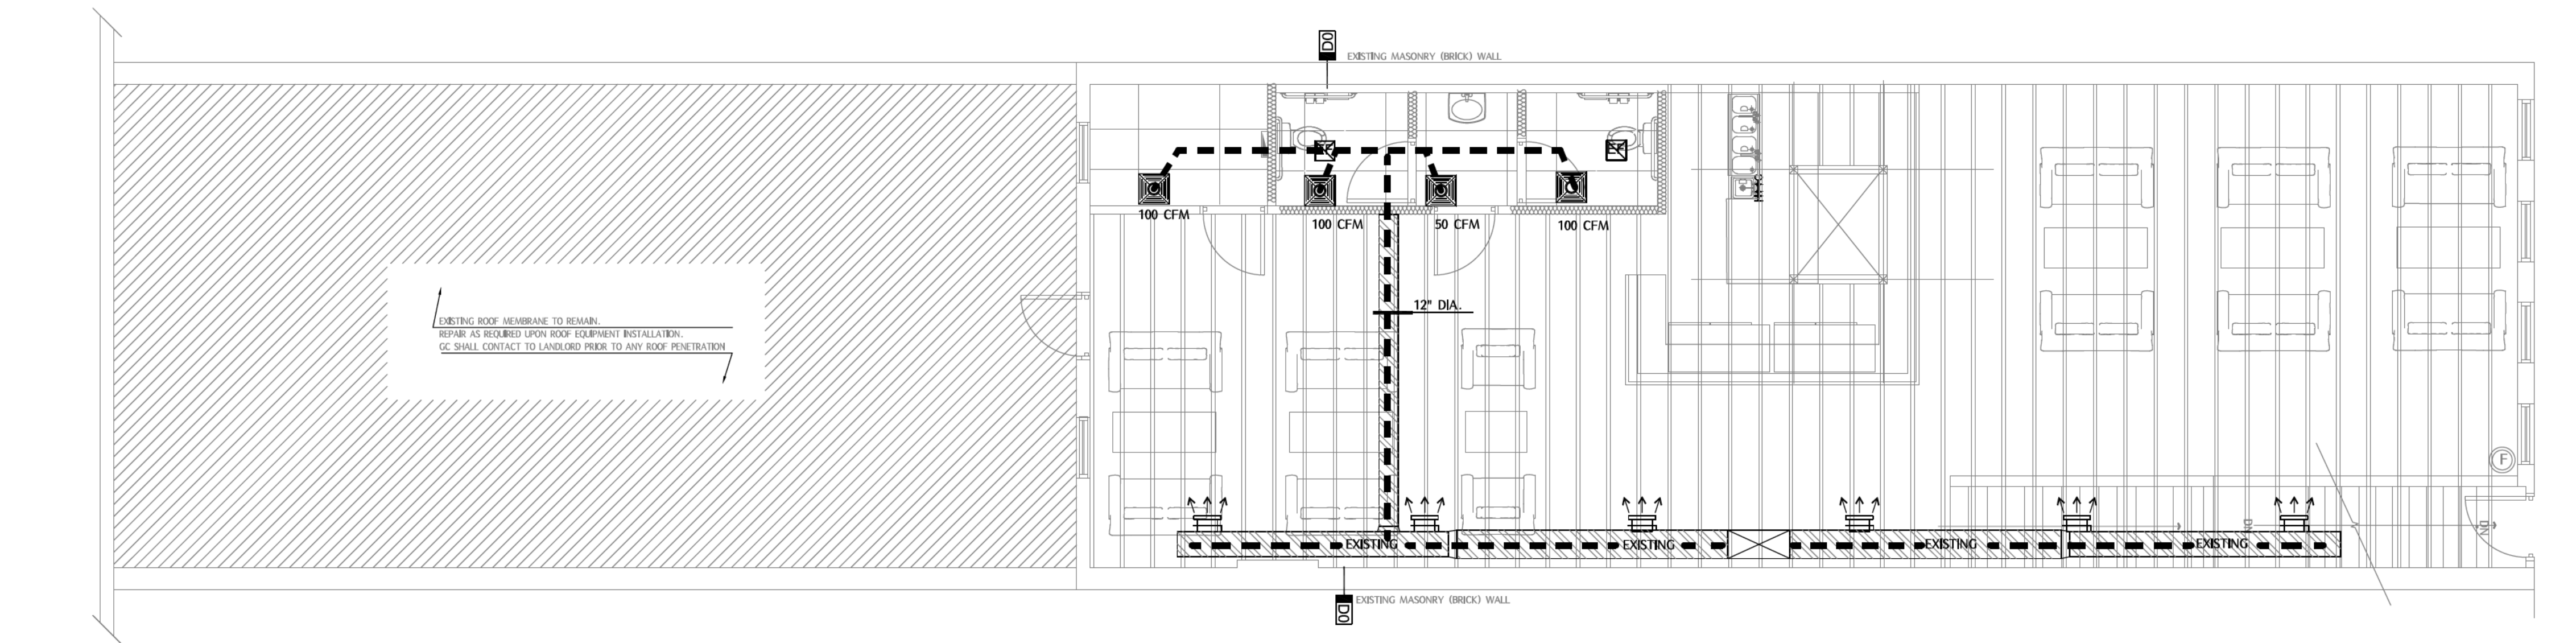 D0
EXISTING MASONRY (BRICK) WALL
EF
EF
100 CFM
100 CFM
50 CFM
100 CFM
12" DIA.
EXISTING ROOF MEMBRANE TO REMAIN.
REPAIR AS REQUIRED UPON ROOF EQUIPMENT INSTALLATION.
GC SHALL CONTACT TO LANDLORD PRIOR TO ANY ROOF PENETRATION
F
DN
DN
EXISTING
EXISTING
EXISTING
EXISTING
D0
EXISTING MASONRY (BRICK) WALL